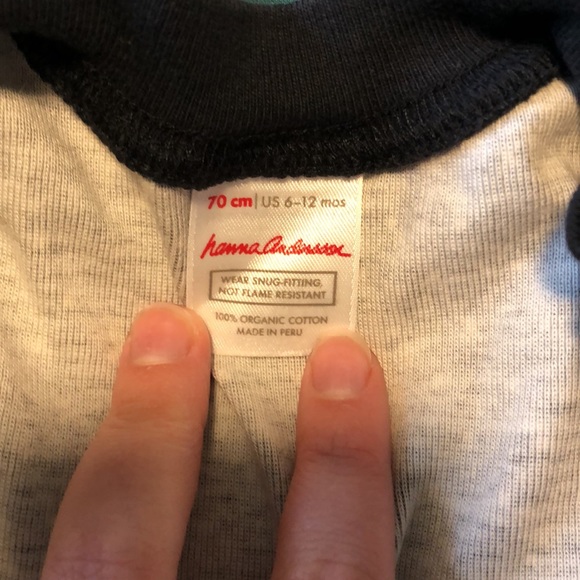 70 cm | US 6-12 mos
hanna andersson
WEAR SNUG-FITTING,
NOT FLAME RESISTANT
100% ORGANIC COTTON
MADE IN PERU